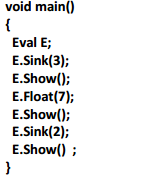 void main()
{
Eval E;
E.Sink(3);
E.Show();
E.Float(7);
E.Show();
E.Sink(2);
E.Show() ;
}